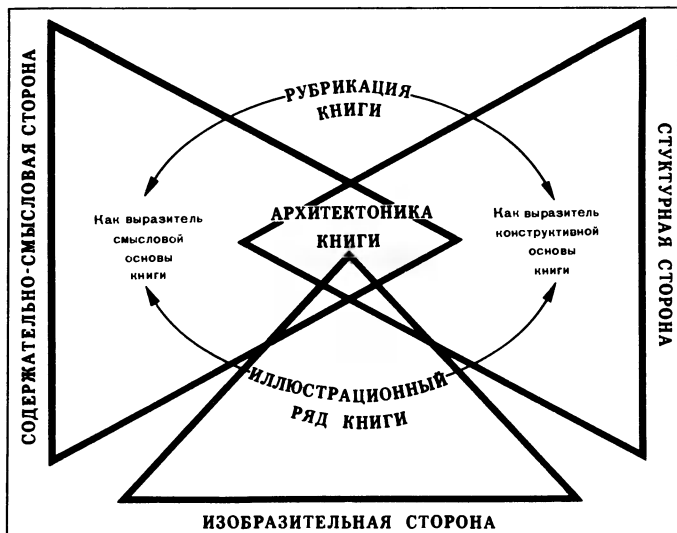 СОДЕРЖАТЕЛЬНО-СМЫСЛОВАЯ СТОРОНА
РУБРИКАЦИЯ
КНИГИ
АРХИТЕКТОНИКА
КНИГИ
Как выразитель
смысловой
основы
книги
Как выразитель
конструктивной
основы
книги
СТУКТУРНАЯ СТОРОНА
ИЛЛЮСТРАЦИОННЫЙ
РЯД КНИГИ
ИЗОБРАЗИТЕЛЬНАЯ СТОРОНА